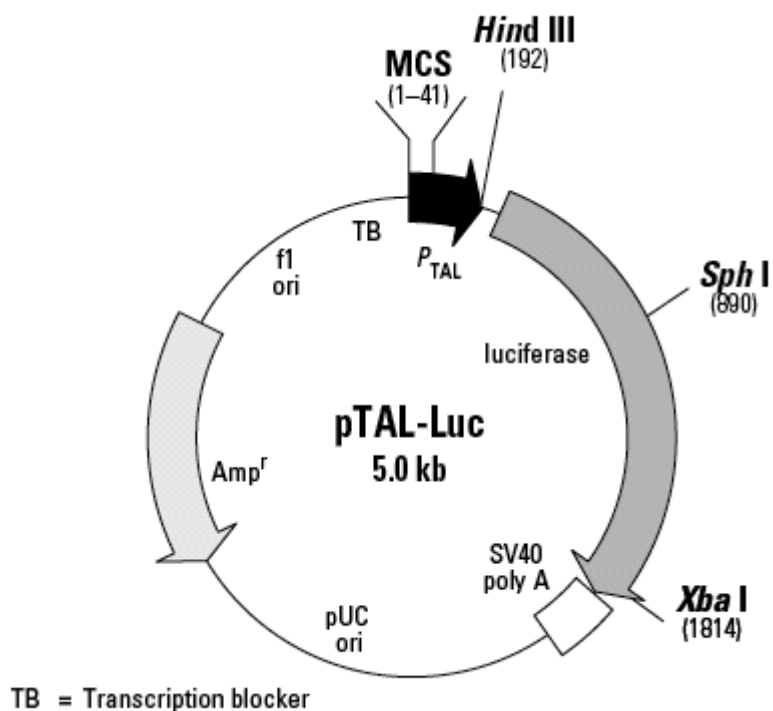 MCS
(1–41)
Hind III
(192)
TB
PTAL
f1
ori
Sph I
(890)
luciferase
pTAL-Luc
5.0 kb
Ampr
SV40
poly A
Xba I
(1814)
pUC
ori
TB = Transcription blocker